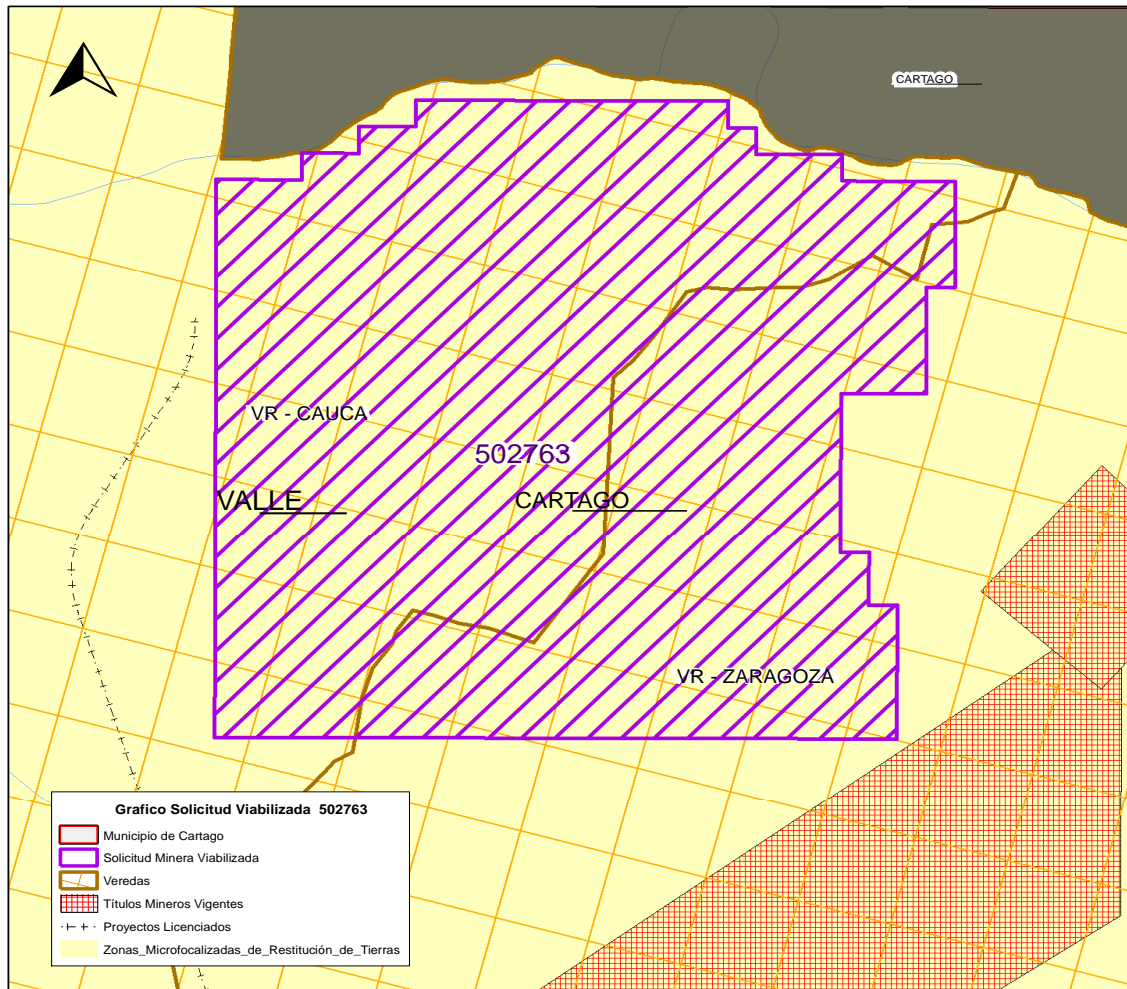 CARTAGO
VR - CAUCA
502763
VALLE
CARTAGO
VR - ZARAGOZA
Grafico Solicitud Viabilizada 502763
Municipio de Cartago
Solicitud Minera Viabilizada
Veredas
Títulos Mineros Vigentes
Proyectos Licenciados
Zonas_Microfocalizadas_de_Restitución_de_Tierras